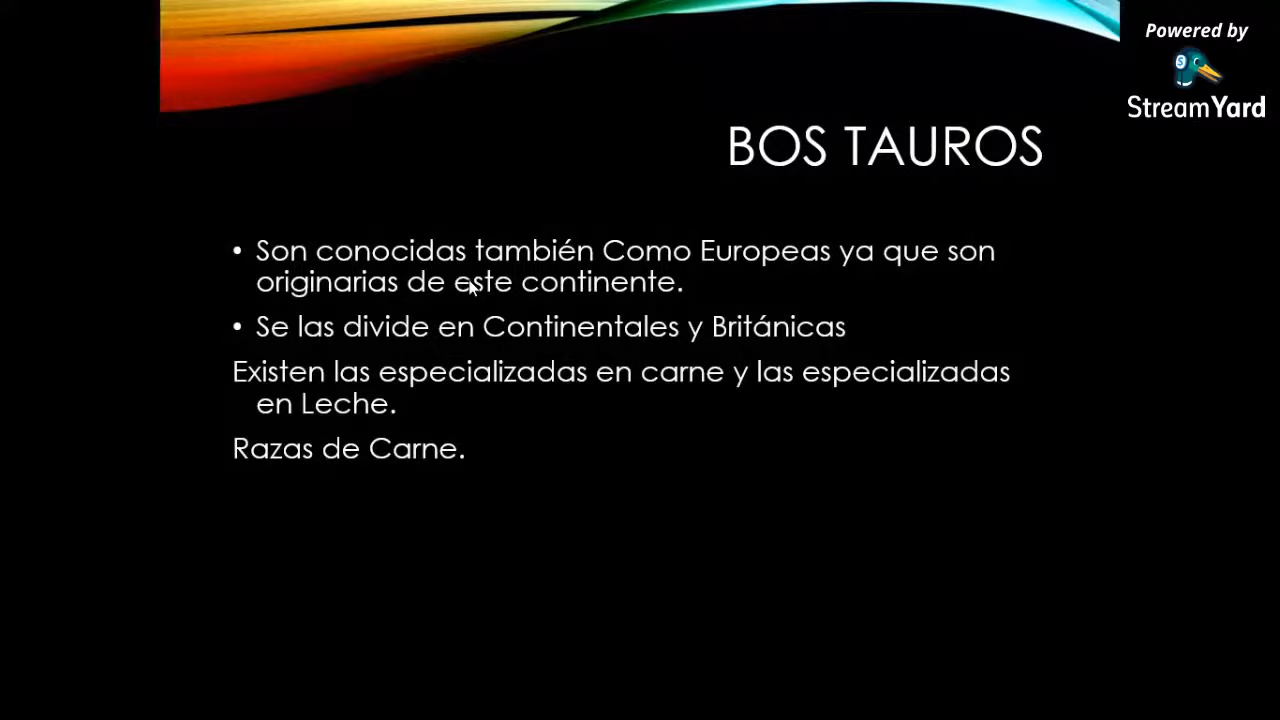 Powered by
StreamYard
BOS TAUROS
• Son conocidas también Como Europeas ya que son
originarias de este continente.
• Se las divide en Continentales y Británicas
Existen las especializadas en carne y las especializadas
en Leche.
Razas de Carne.